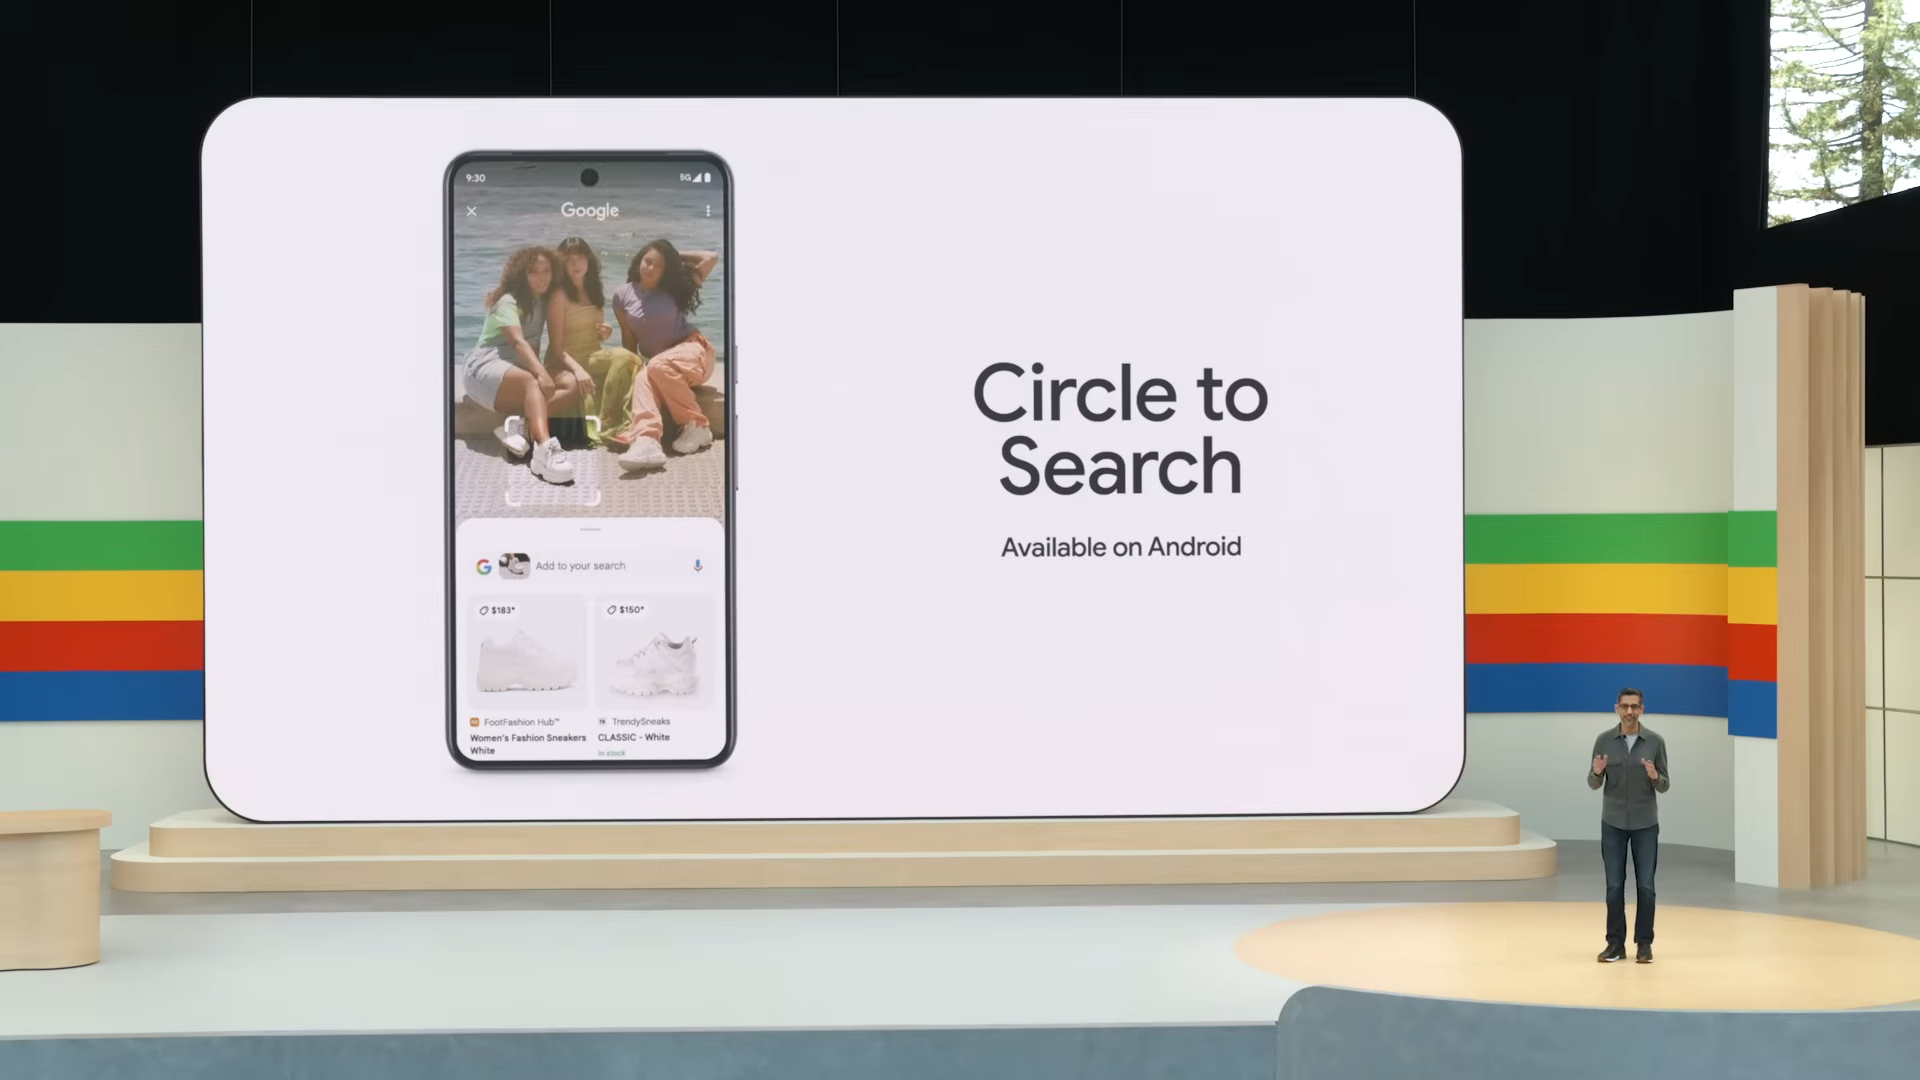 9:30
5G
Google
Circle to
Search
Available on Android
Add to your search
$183*
$150*
FootFashion Hub™
TrendySneaks
Women's Fashion Sneakers
White
CLASSIC - White
In stock